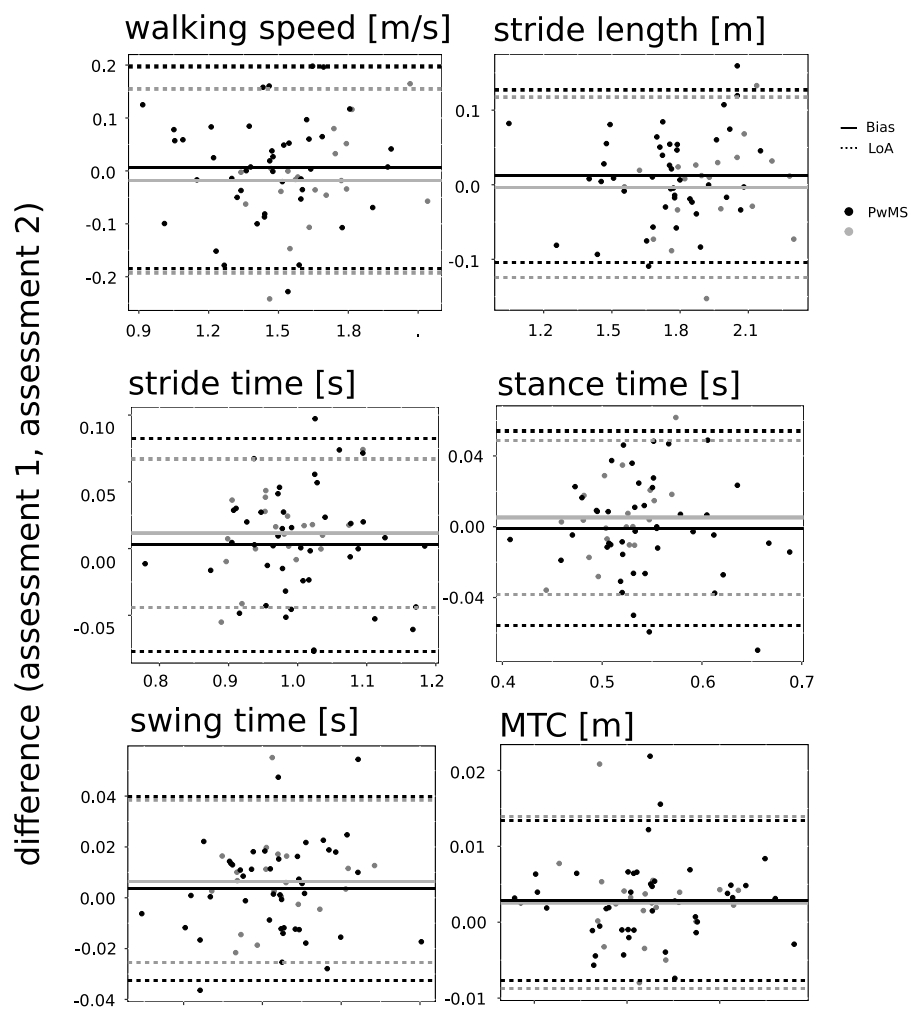 walking speed [m/s]
stride length [m]
0.2
0.1
0.0
-0.1
-0.2
0.9 1.2 1.5 1.8 .
0.1
0.0
-0.1
1.2 1.5 1.8 2.1
Bias
LoA
PwMS
difference (assessment 1, assessment 2)
stride time [s]
stance time [s]
0.10
0.05
0.00
-0.05
0.8 0.9 1.0 1.1 1.2
0.04
0.00
-0.04
0.4 0.5 0.6 0.7
swing time [s]
MTC [m]
0.04
0.02
0.00
-0.02
-0.04
0.02
0.01
0.00
-0.01